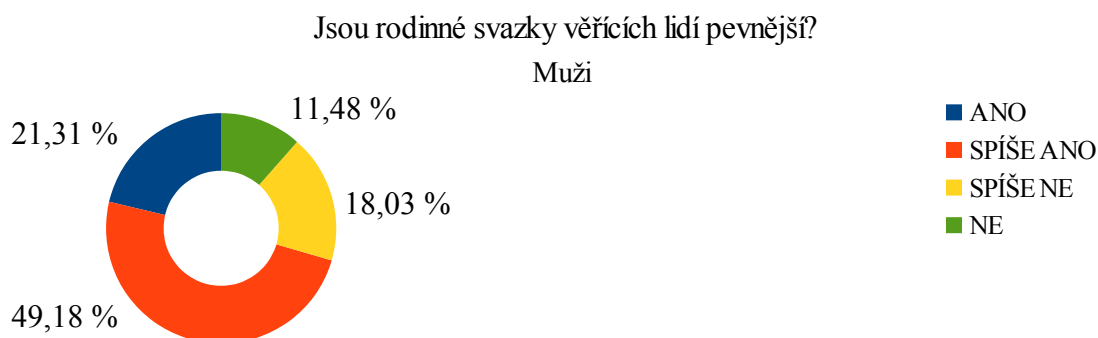 Jsou rodinné svazky věřících lidí pevnější?
Muži
11,48 %
21,31 %
18,03 %
49,18 %
ANO
SPÍŠE ANO
SPÍŠE NE
NE